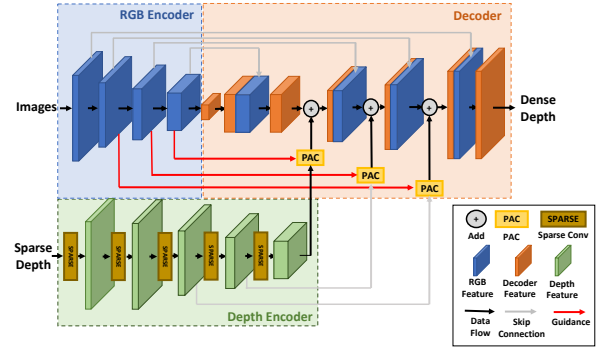 RGB Encoder
Decoder
Images
Dense
Depth
PAC
PAC
PAC
Sparse
Depth
SPARSE
SPARSE
SPARSE
SPARSE
SPARSE
Depth Encoder
PAC
SPARSE
Add
PAC
Sparse Conv
RGB
Feature
Decoder
Feature
Depth
Feature
Data
Flow
Skip
Connection
Guidance